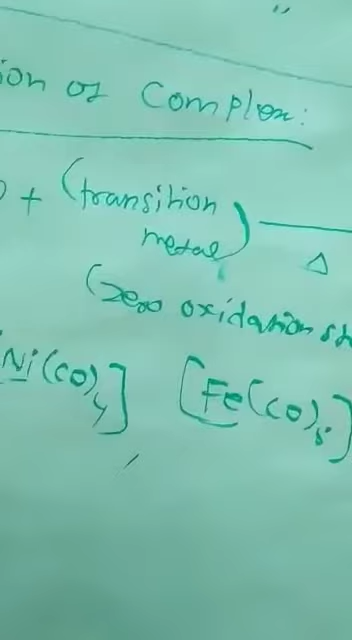 ion of Complex:
+ (transition
metal)
Δ
(zero oxidation st
Ni(CO)4] [Fe(CO)5]